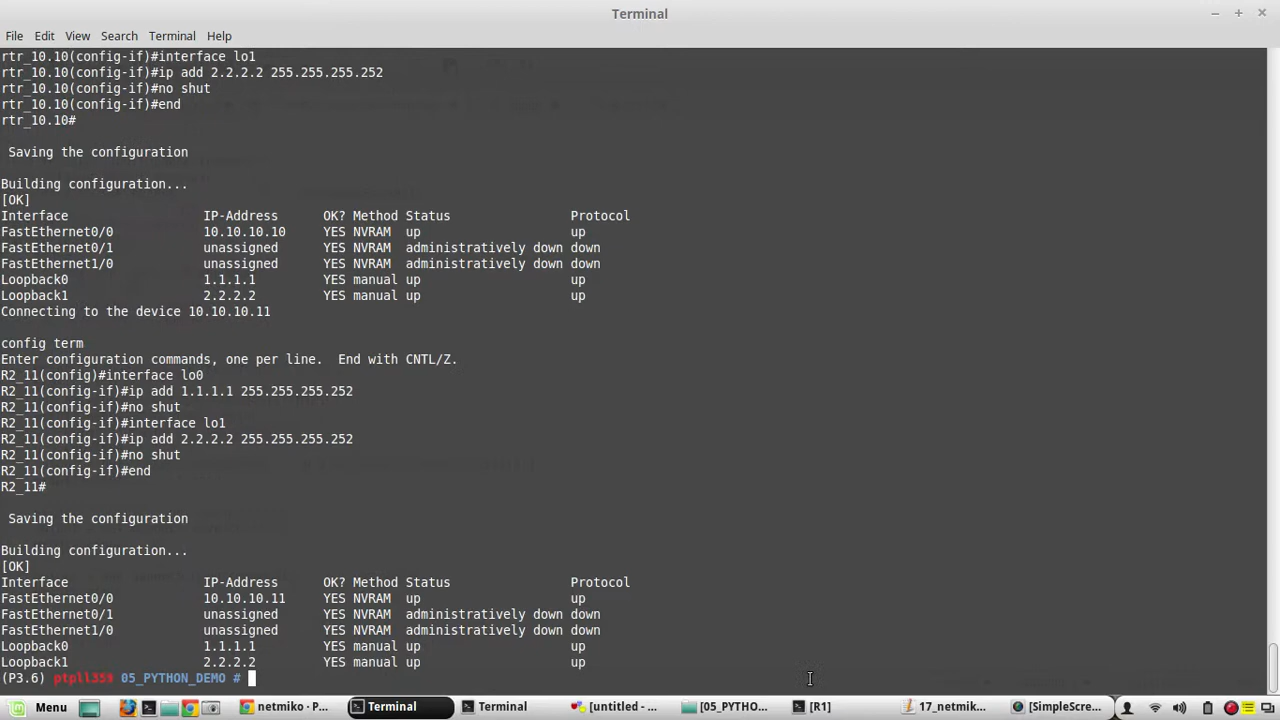 Terminal
File Edit View Search Terminal Help
rtr_10.10(config-if)#interface lo1
rtr_10.10(config-if)#ip add 2.2.2.2 255.255.255.252
rtr_10.10(config-if)#no shut
rtr_10.10(config-if)#end
rtr_10.10#
Saving the configuration
Building configuration...
[OK]
Interface IP-Address OK? Method Status Protocol
FastEthernet0/0 10.10.10.10 YES NVRAM up up
FastEthernet0/1 unassigned YES NVRAM administratively down down
FastEthernet1/0 unassigned YES NVRAM administratively down down
Loopback0 1.1.1.1 YES manual up up
Loopback1 2.2.2.2 YES manual up up
Connecting to the device 10.10.10.11
config term
Enter configuration commands, one per line. End with CNTL/Z.
R2_11(config)#interface lo0
R2_11(config-if)#ip add 1.1.1.1 255.255.255.252
R2_11(config-if)#no shut
R2_11(config-if)#interface lo1
R2_11(config-if)#ip add 2.2.2.2 255.255.255.252
R2_11(config-if)#no shut
R2_11(config-if)#end
R2_11#
Saving the configuration
Building configuration...
[OK]
Interface IP-Address OK? Method Status Protocol
FastEthernet0/0 10.10.10.11 YES NVRAM up up
FastEthernet0/1 unassigned YES NVRAM administratively down down
FastEthernet1/0 unassigned YES NVRAM administratively down down
Loopback0 1.1.1.1 YES manual up up
Loopback1 2.2.2.2 YES manual up up
(P3.6) ptpll359 05_PYTHON_DEMO #
Menu netmiko - P... Terminal Terminal [untitled - ... [05_PYTHO... [R1] 17_netmik... [SimpleScre...